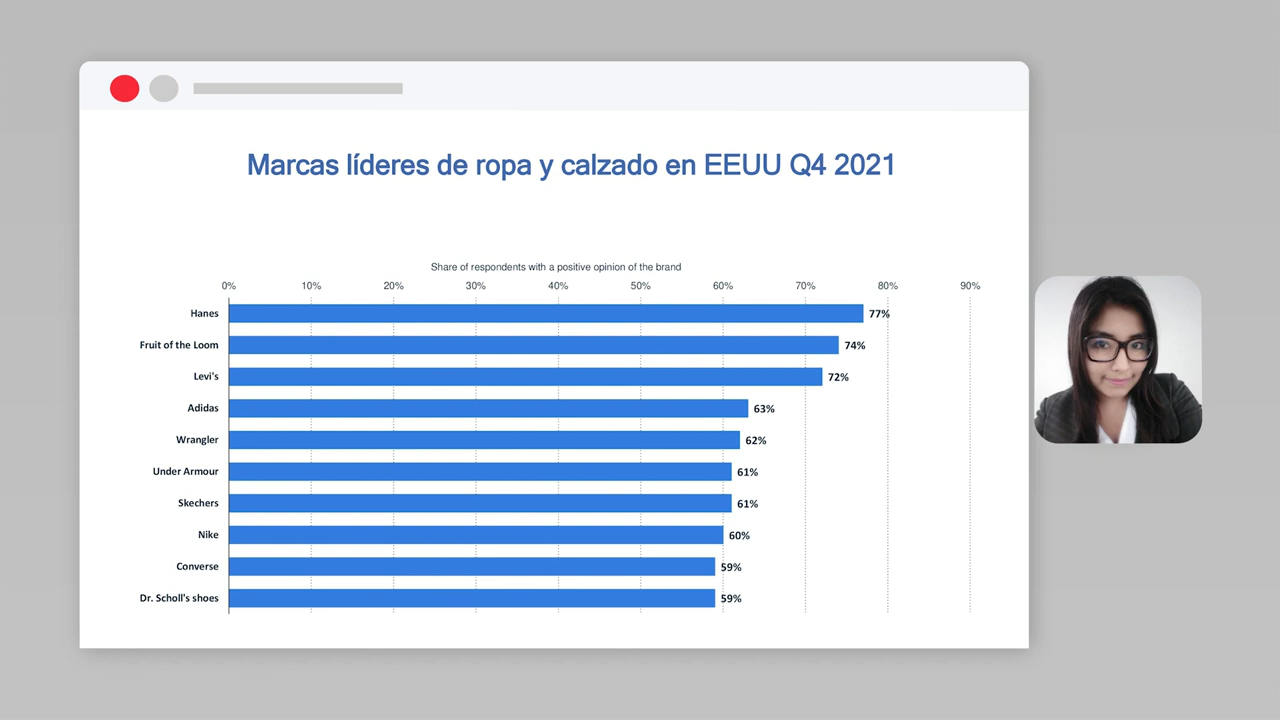 Marcas líderes de ropa y calzado en EEUU Q4 2021
Share of respondents with a positive opinion of the brand
0% 10% 20% 30% 40% 50% 60% 70% 80% 90%
Hanes 77%
Fruit of the Loom 74%
Levi's 72%
Adidas 63%
Wrangler 62%
Under Armour 61%
Skechers 61%
Nike 60%
Converse 59%
Dr. Scholl's shoes 59%